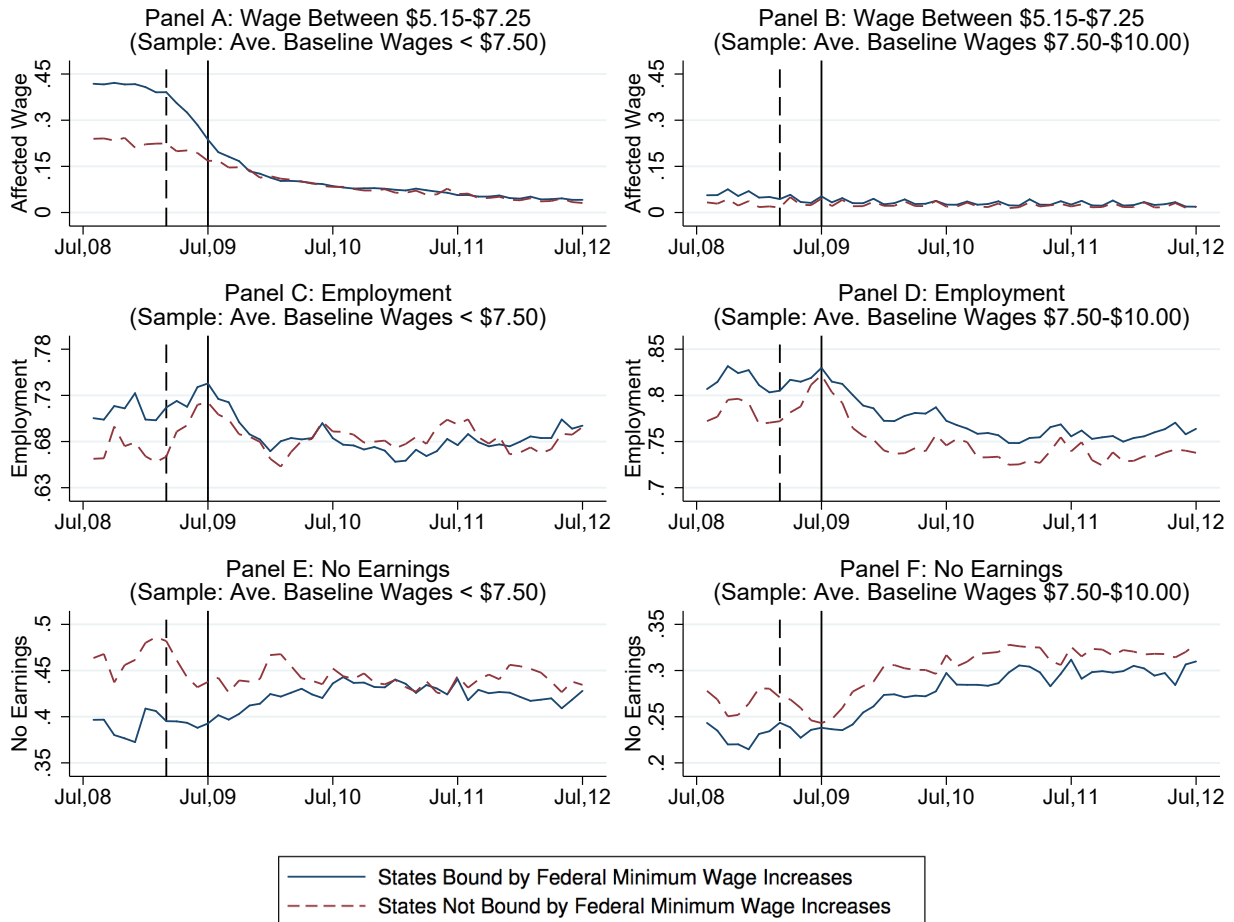 Panel A: Wage Between $5.15-$7.25
(Sample: Ave. Baseline Wages < $7.50)
Affected Wage
.45
.3
.15
0
Jul,08
Jul,09
Jul,10
Jul,11
Jul,12
Panel B: Wage Between $5.15-$7.25
(Sample: Ave. Baseline Wages $7.50-$10.00)
Affected Wage
.45
.3
.15
0
Jul,08
Jul,09
Jul,10
Jul,11
Jul,12
Panel C: Employment
(Sample: Ave. Baseline Wages < $7.50)
Employment
.78
.73
.68
.63
Jul,08
Jul,09
Jul,10
Jul,11
Jul,12
Panel D: Employment
(Sample: Ave. Baseline Wages $7.50-$10.00)
Employment
.85
.8
.75
.7
Jul,08
Jul,09
Jul,10
Jul,11
Jul,12
Panel E: No Earnings
(Sample: Ave. Baseline Wages < $7.50)
No Earnings
.5
.45
.4
.35
Jul,08
Jul,09
Jul,10
Jul,11
Jul,12
Panel F: No Earnings
(Sample: Ave. Baseline Wages $7.50-$10.00)
No Earnings
.35
.3
.25
.2
Jul,08
Jul,09
Jul,10
Jul,11
Jul,12
States Bound by Federal Minimum Wage Increases
States Not Bound by Federal Minimum Wage Increases